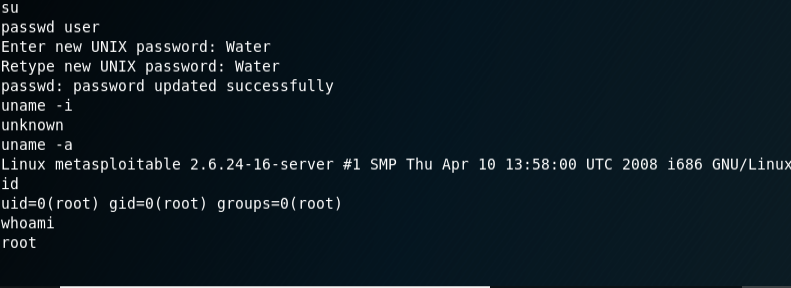 su
passwd user
Enter new UNIX password: Water
Retype new UNIX password: Water
passwd: password updated successfully
uname -i
unknown
uname -a
Linux metasploitable 2.6.24-16-server #1 SMP Thu Apr 10 13:58:00 UTC 2008 i686 GNU/Linux
id
uid=0(root) gid=0(root) groups=0(root)
whoami
root